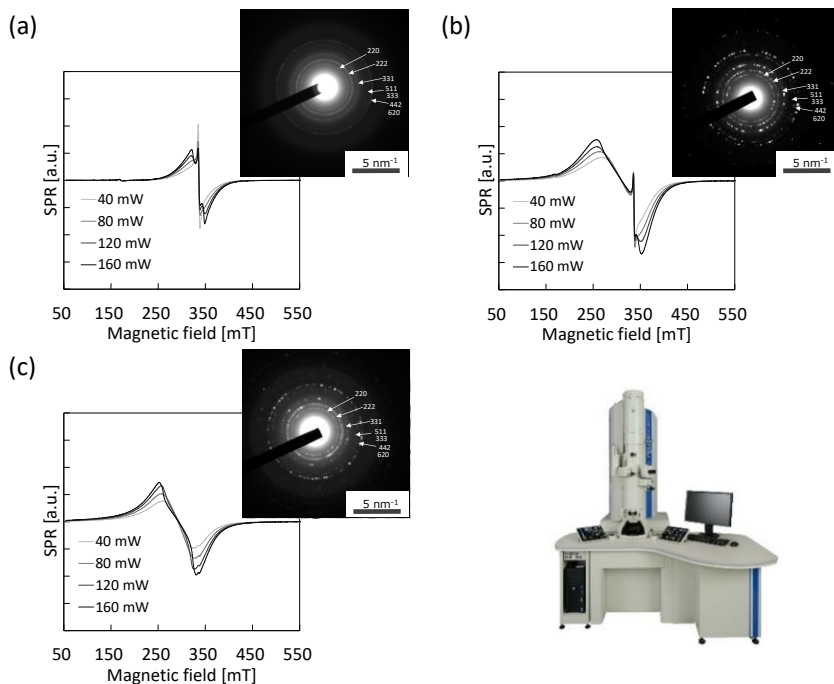 (a)
220
222
331
511
333
442
620
5 nm-1
SPR [a.u.]
40 mW
80 mW
120 mW
160 mW
50 150 250 350 450 550
Magnetic field [mT]
(b)
220
222
331
511
333
442
620
5 nm-1
SPR [a.u.]
40 mW
80 mW
120 mW
160 mW
50 150 250 350 450 550
Magnetic field [mT]
(c)
220
222
331
511
333
442
620
5 nm-1
SPR [a.u.]
40 mW
80 mW
120 mW
160 mW
50 150 250 350 450 550
Magnetic field [mT]